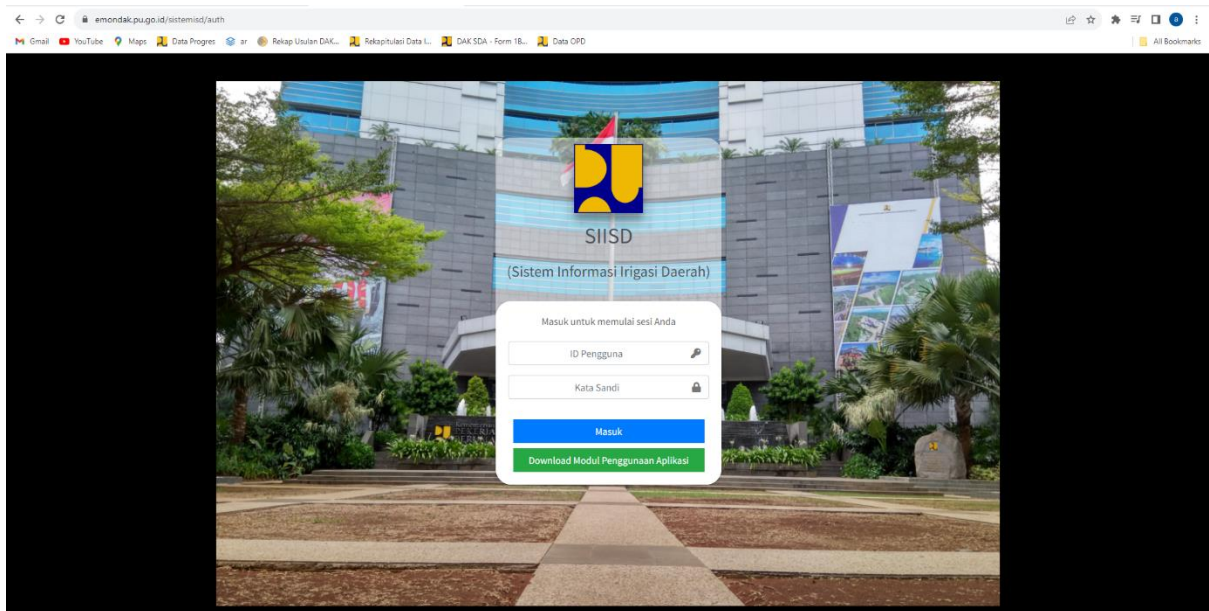 emondak.pu.go.id/sistemisd/auth
a
Gmail YouTube Maps Data Progres ar Rekap Usulan DAK... Rekapitulasi Data I... DAK SDA - Form 1B... Data OPD All Bookmarks
SIISD
(Sistem Informasi Irigasi Daerah)
Masuk untuk memulai sesi Anda
ID Pengguna
Kata Sandi
Masuk
Download Modul Penggunaan Aplikasi